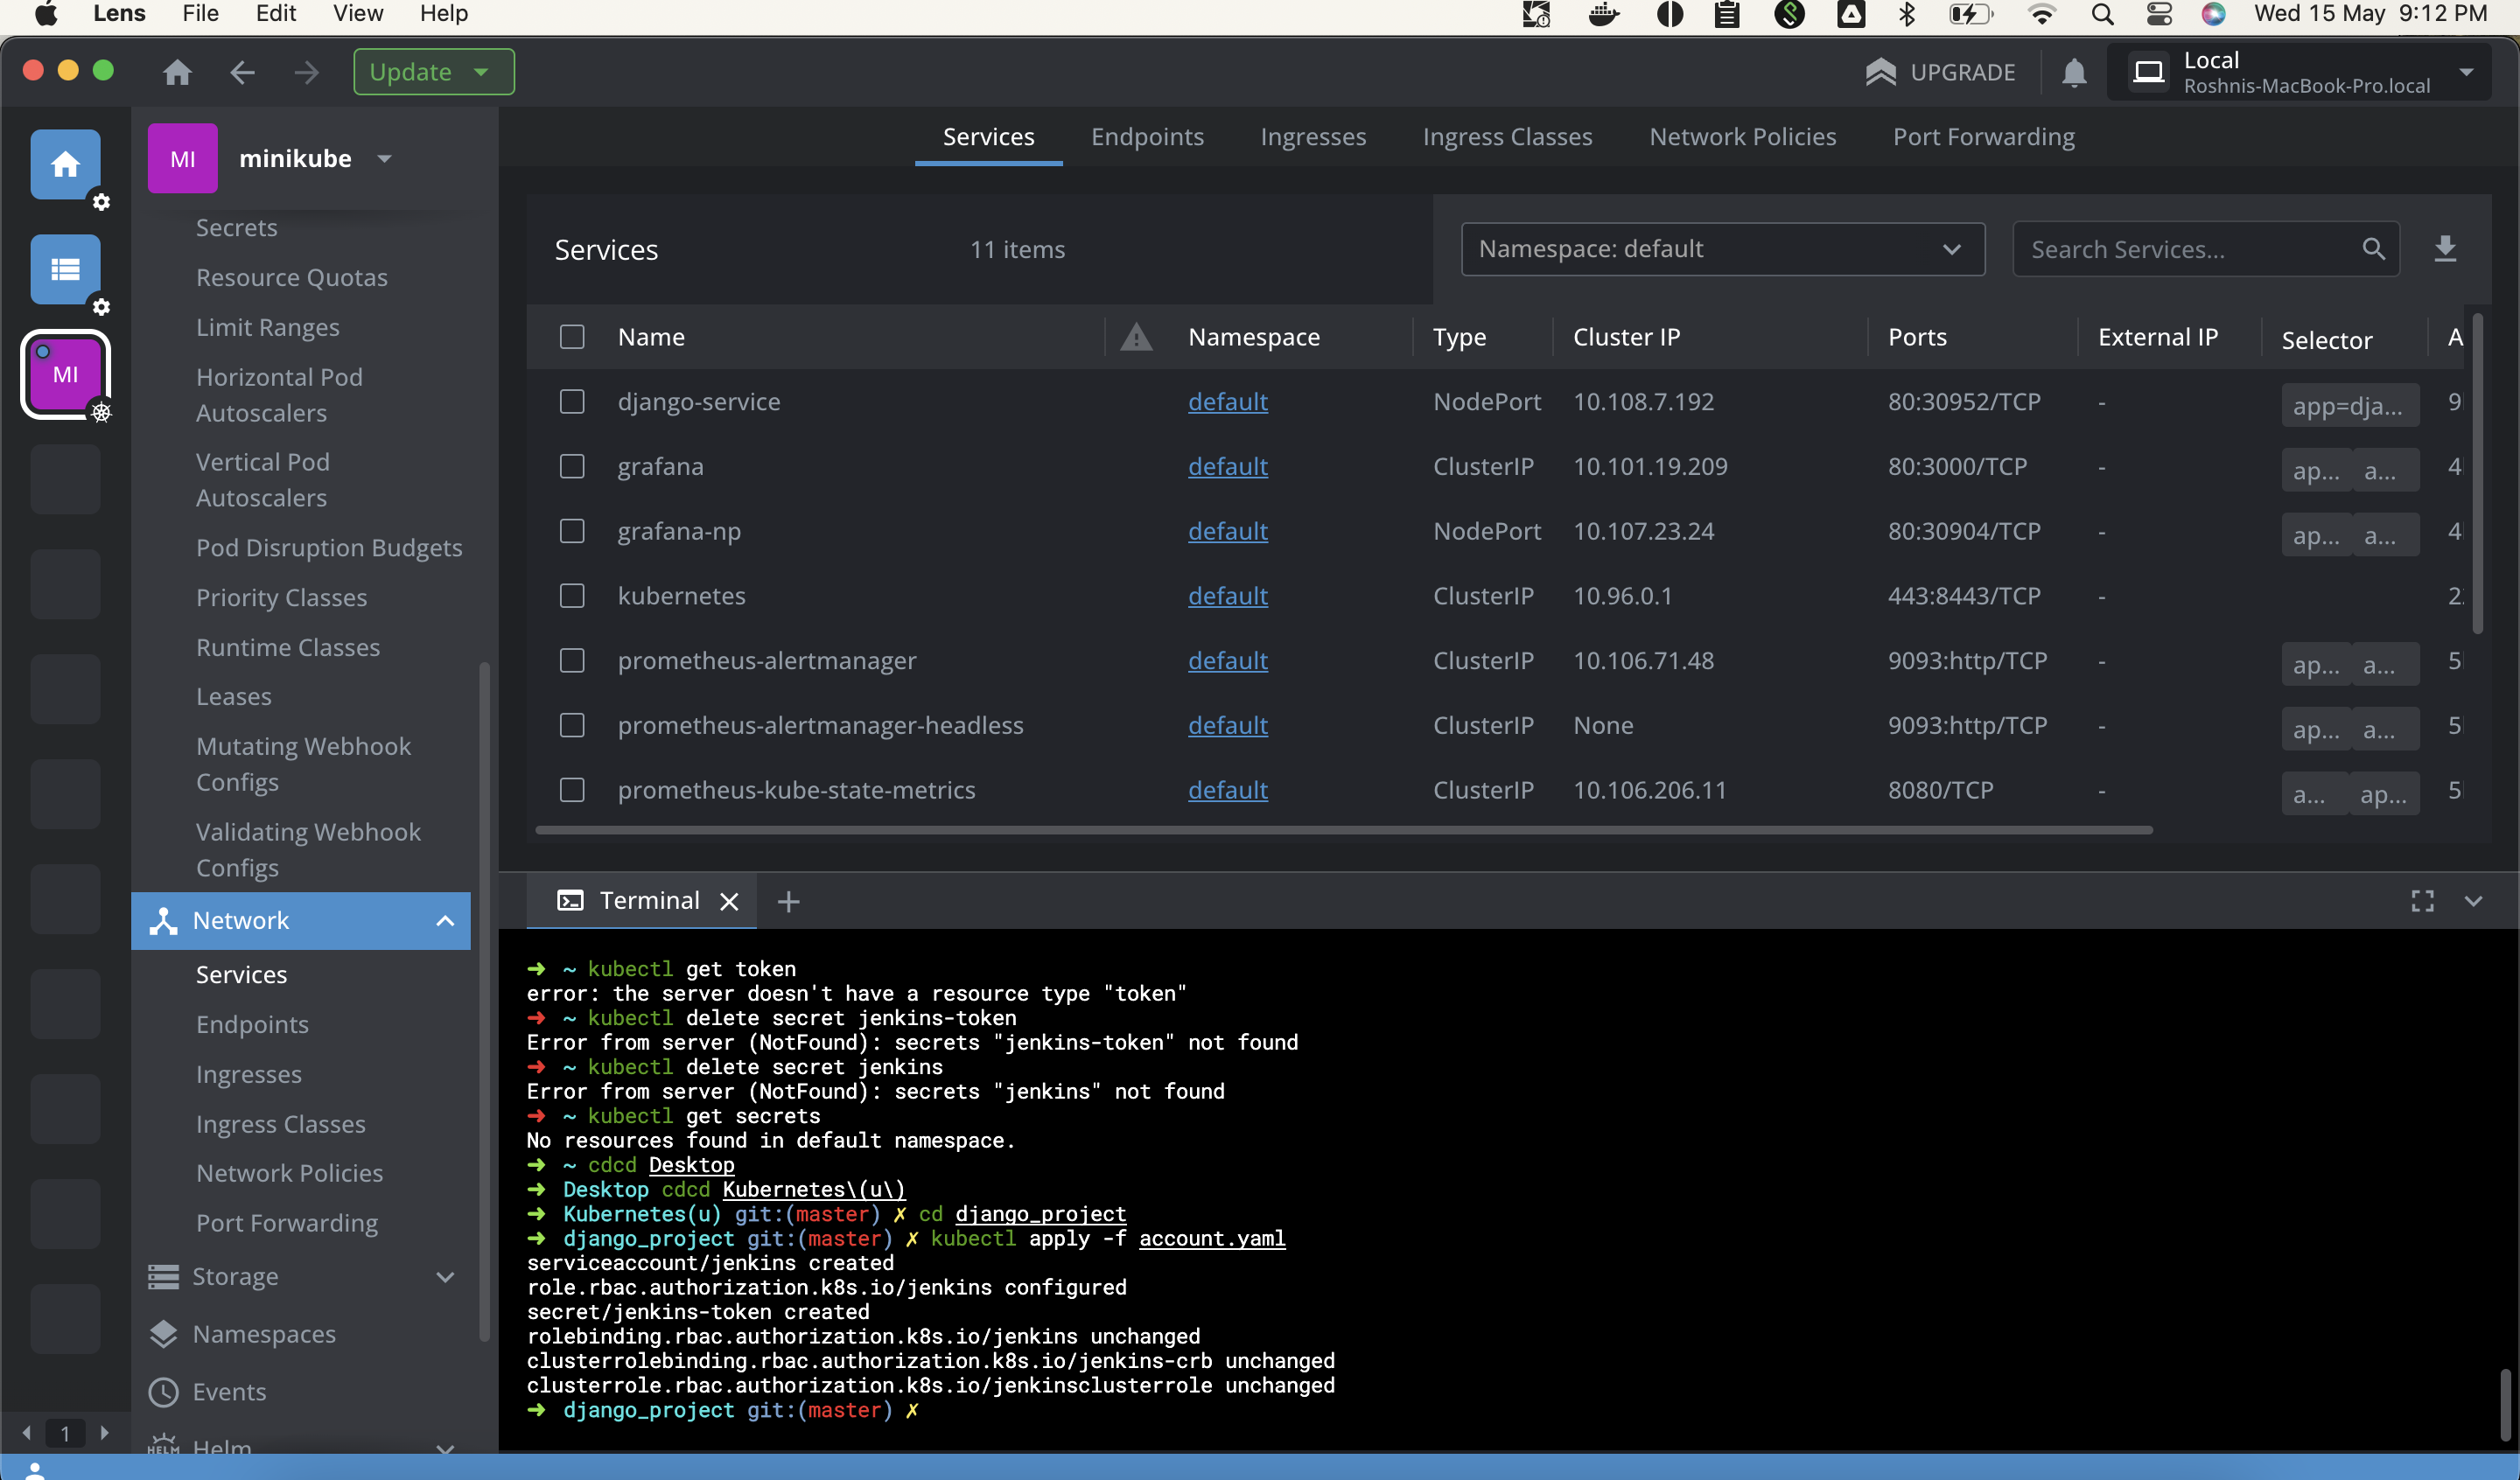 Lens File Edit View Help Wed 15 May 9:12 PM
Update UPGRADE Local
Roshnis-MacBook-Pro.local
MI minikube
Secrets
Resource Quotas
Limit Ranges
MI
Horizontal Pod
Autoscalers
Vertical Pod
Autoscalers
Pod Disruption Budgets
Priority Classes
Runtime Classes
Leases
Mutating Webhook
Configs
Validating Webhook
Configs
Network
Services
Endpoints
Ingresses
Ingress Classes
Network Policies
Port Forwarding
Storage
Namespaces
Events
HELM Helm
1
Services Endpoints Ingresses Ingress Classes Network Policies Port Forwarding
Services 11 items Namespace: default Search Services...
Name Namespace Type Cluster IP Ports External IP Selector A
django-service default NodePort 10.108.7.192 80:30952/TCP - app=dja... 9
grafana default ClusterIP 10.101.19.209 80:3000/TCP - ap... a... 4
grafana-np default NodePort 10.107.23.24 80:30904/TCP - ap... a... 4
kubernetes default ClusterIP 10.96.0.1 443:8443/TCP - 2
prometheus-alertmanager default ClusterIP 10.106.71.48 9093:http/TCP - ap... a... 5
prometheus-alertmanager-headless default ClusterIP None 9093:http/TCP - ap... a... 5
prometheus-kube-state-metrics default ClusterIP 10.106.206.11 8080/TCP - a... ap... 5
Terminal
➜ ~ kubectl get token
error: the server doesn't have a resource type "token"
➜ ~ kubectl delete secret jenkins-token
Error from server (NotFound): secrets "jenkins-token" not found
➜ ~ kubectl delete secret jenkins
Error from server (NotFound): secrets "jenkins" not found
➜ ~ kubectl get secrets
No resources found in default namespace.
➜ ~ cdcd Desktop
➜ Desktop cdcd Kubernetes\(u\)
➜ Kubernetes(u) git:(master) ✗ cd django_project
➜ django_project git:(master) ✗ kubectl apply -f account.yaml
serviceaccount/jenkins created
role.rbac.authorization.k8s.io/jenkins configured
secret/jenkins-token created
rolebinding.rbac.authorization.k8s.io/jenkins unchanged
clusterrolebinding.rbac.authorization.k8s.io/jenkins-crb unchanged
clusterrole.rbac.authorization.k8s.io/jenkinsclusterrole unchanged
➜ django_project git:(master) ✗